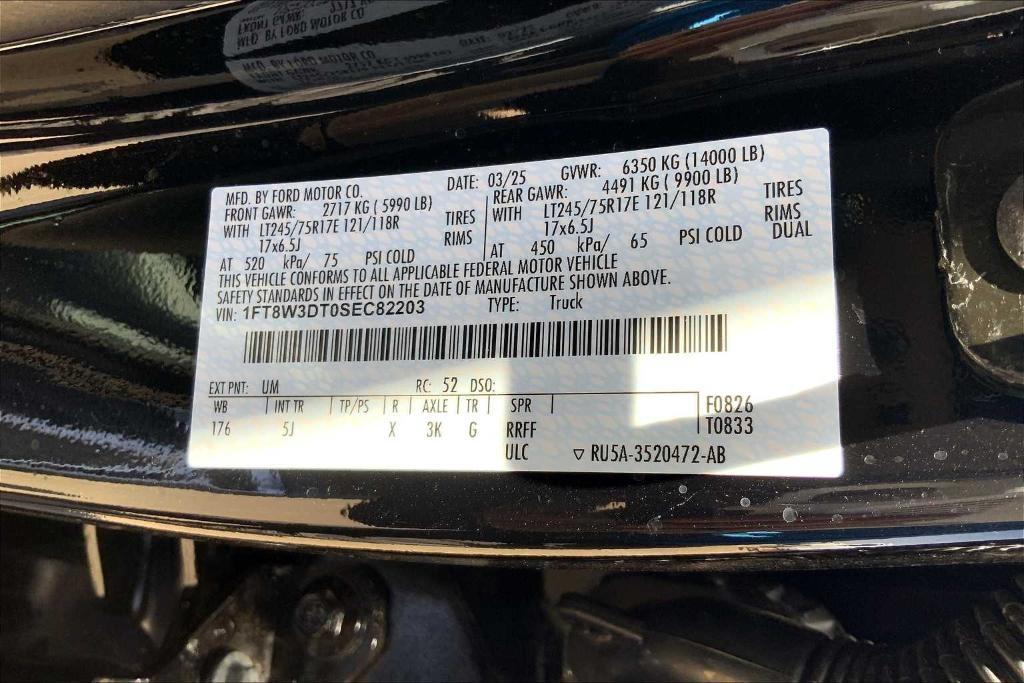 MFD. BY FORD MOTOR CO. DATE: 03/25 GVWR: 6350 KG (14000 LB)
FRONT GAWR: 2717 KG ( 5990 LB) REAR GAWR: 4491 KG ( 9900 LB)
WITH LT245/75R17E 121/118R TIRES WITH LT245/75R17E 121/118R TIRES
17x6.5J RIMS 17x6.5J RIMS
AT 520 kPa/ 75 PSI COLD AT 450 kPa/ 65 PSI COLD DUAL
THIS VEHICLE CONFORMS TO ALL APPLICABLE FEDERAL MOTOR VEHICLE
SAFETY STANDARDS IN EFFECT ON THE DATE OF MANUFACTURE SHOWN ABOVE.
VIN: 1FT8W3DT0SEC82203 TYPE: Truck
EXT PNT: UM RC: 52 DSO:
WB INT TR TP/PS R AXLE TR SPR F0826
176 5J X 3K G RRFF T0833
ULC ▽ RU5A-3520472-AB